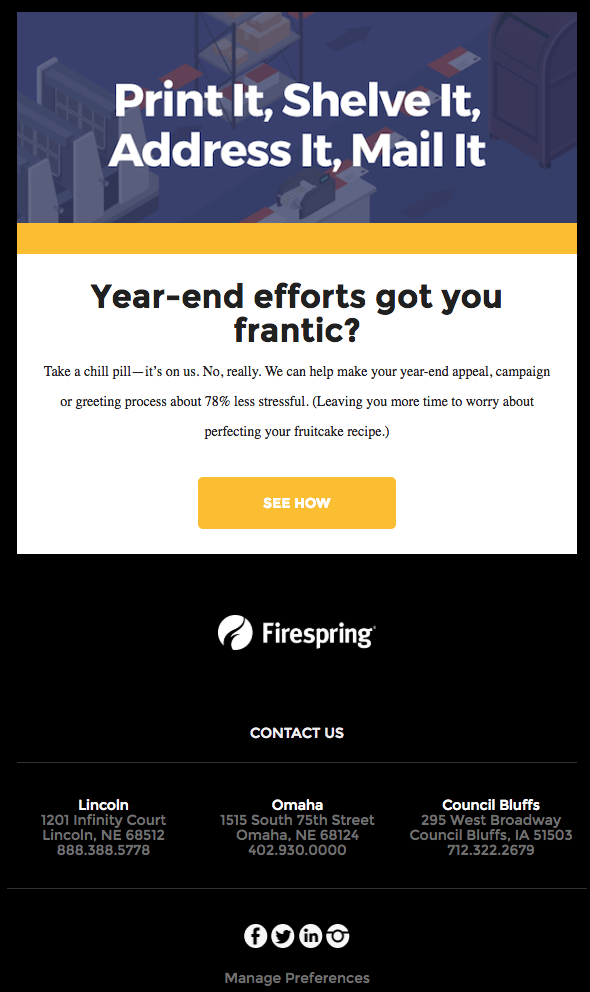 Print It, Shelve It,
Address It, Mail It
Year-end efforts got you
frantic?
Take a chill pill—it's on us. No, really. We can help make your year-end appeal, campaign
or greeting process about 78% less stressful. (Leaving you more time to worry about
perfecting your fruitcake recipe.)
SEE HOW
Firespring®
CONTACT US
Lincoln
1201 Infinity Court
Lincoln, NE 68512
888.388.5778
Omaha
1515 South 75th Street
Omaha, NE 68124
402.930.0000
Council Bluffs
295 West Broadway
Council Bluffs, IA 51503
712.322.2679
Manage Preferences